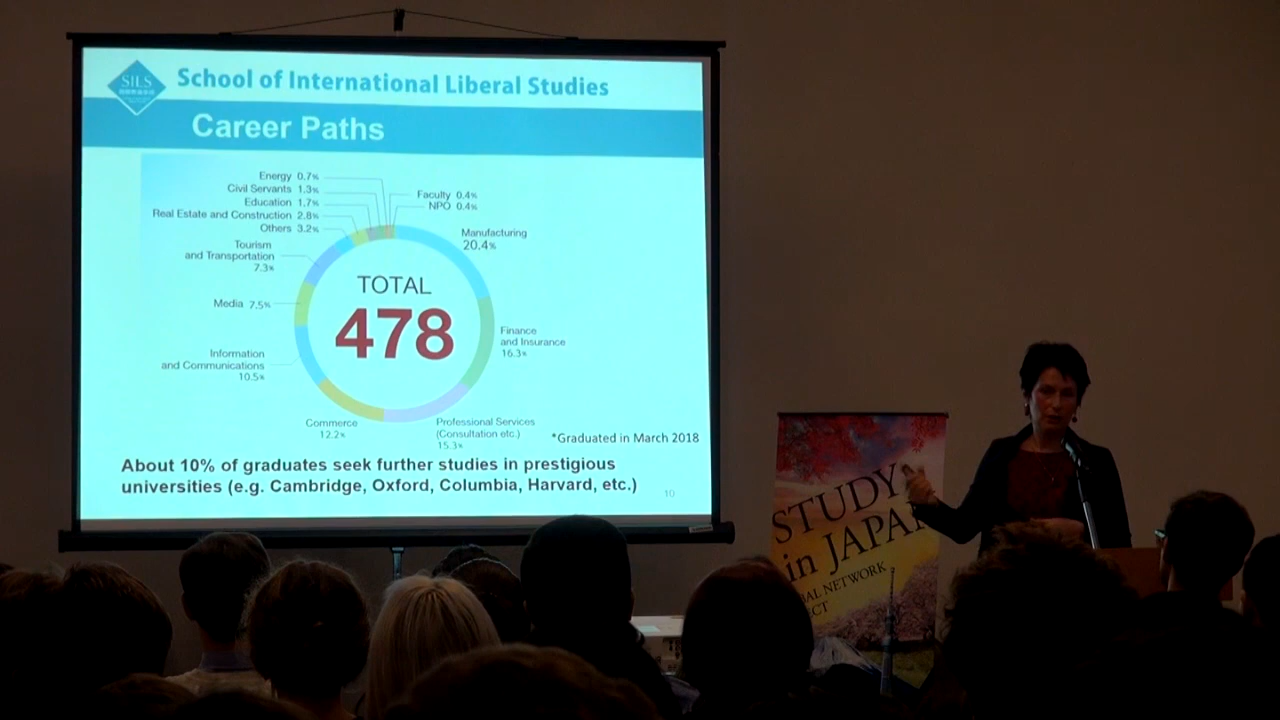 SILS
School of International Liberal Studies
Career Paths
Energy 0.7%
Civil Servants 1.3%
Education 1.7%
Real Estate and Construction 2.8%
Others 3.2%
Tourism
and Transportation
7.3%
Media 7.5%
Information
and Communications
10.5%
Commerce
12.2%
Faculty 0.4%
NPO 0.4%
Manufacturing
20.4%
Finance
and Insurance
16.3%
Professional Services
(Consultation etc.)
15.3%
TOTAL
478
*Graduated in March 2018
About 10% of graduates seek further studies in prestigious
universities (e.g. Cambridge, Oxford, Columbia, Harvard, etc.)
10
STUDY
in JAPAN
BAL NETWORK
ECT